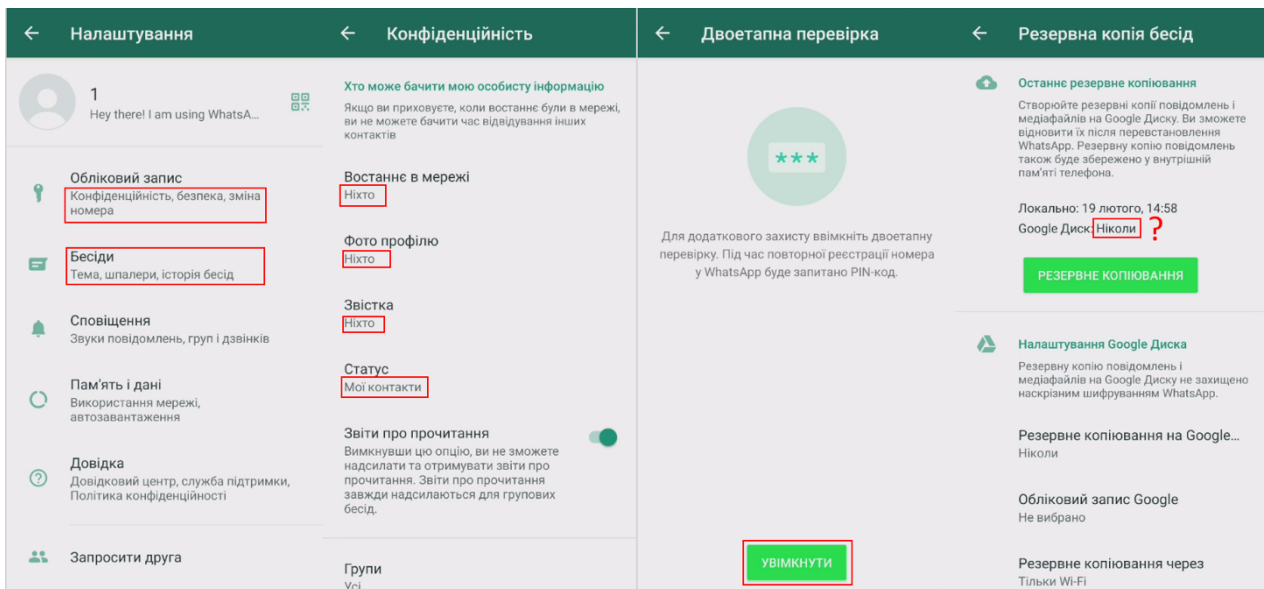 Налаштування
1
Hey there! I am using WhatsA...
Обліковий запис
Конфіденційність, безпека, зміна
номера
Бесіди
Тема, шпалери, історія бесід
Сповіщення
Звуки повідомлень, груп і дзвінків
Пам'ять і дані
Використання мережі,
автозавантаження
Довідка
Довідковий центр, служба підтримки,
Політика конфіденційності
Запросити друга
Конфіденційність
Хто може бачити мою особисту інформацію
Якщо ви приховуєте, коли востаннє були в мережі,
ви не можете бачити час відвідування інших
контактів
Востаннє в мережі
Ніхто
Фото профілю
Ніхто
Звістка
Ніхто
Статус
Мої контакти
Звіти про прочитання
Вимкнувши цю опцію, ви не зможете
надсилати та отримувати звіти про
прочитання. Звіти про прочитання
завжди надсилаються для групових
бесід.
Групи
Усі
Двоетапна перевірка
***
Для додаткового захисту ввімкніть двоетапну
перевірку. Під час повторної реєстрації номера
у WhatsApp буде запитано PIN-код.
УВІМКНУТИ
Резервна копія бесід
Останнє резервне копіювання
Створюйте резервні копії повідомлень і
медіафайлів на Google Диску. Ви зможете
відновити їх після перевстановлення
WhatsApp. Резервну копію повідомлень
також буде збережено у внутрішній
пам'яті телефона.
Локально: 19 лютого, 14:58
Google Диск: Ніколи ?
РЕЗЕРВНЕ КОПІЮВАННЯ
Налаштування Google Диска
Резервну копію повідомлень і
медіафайлів на Google Диску не захищено
наскрізним шифруванням WhatsApp.
Резервне копіювання на Google...
Ніколи
Обліковий запис Google
Не вибрано
Резервне копіювання через
Тільки Wi-Fi